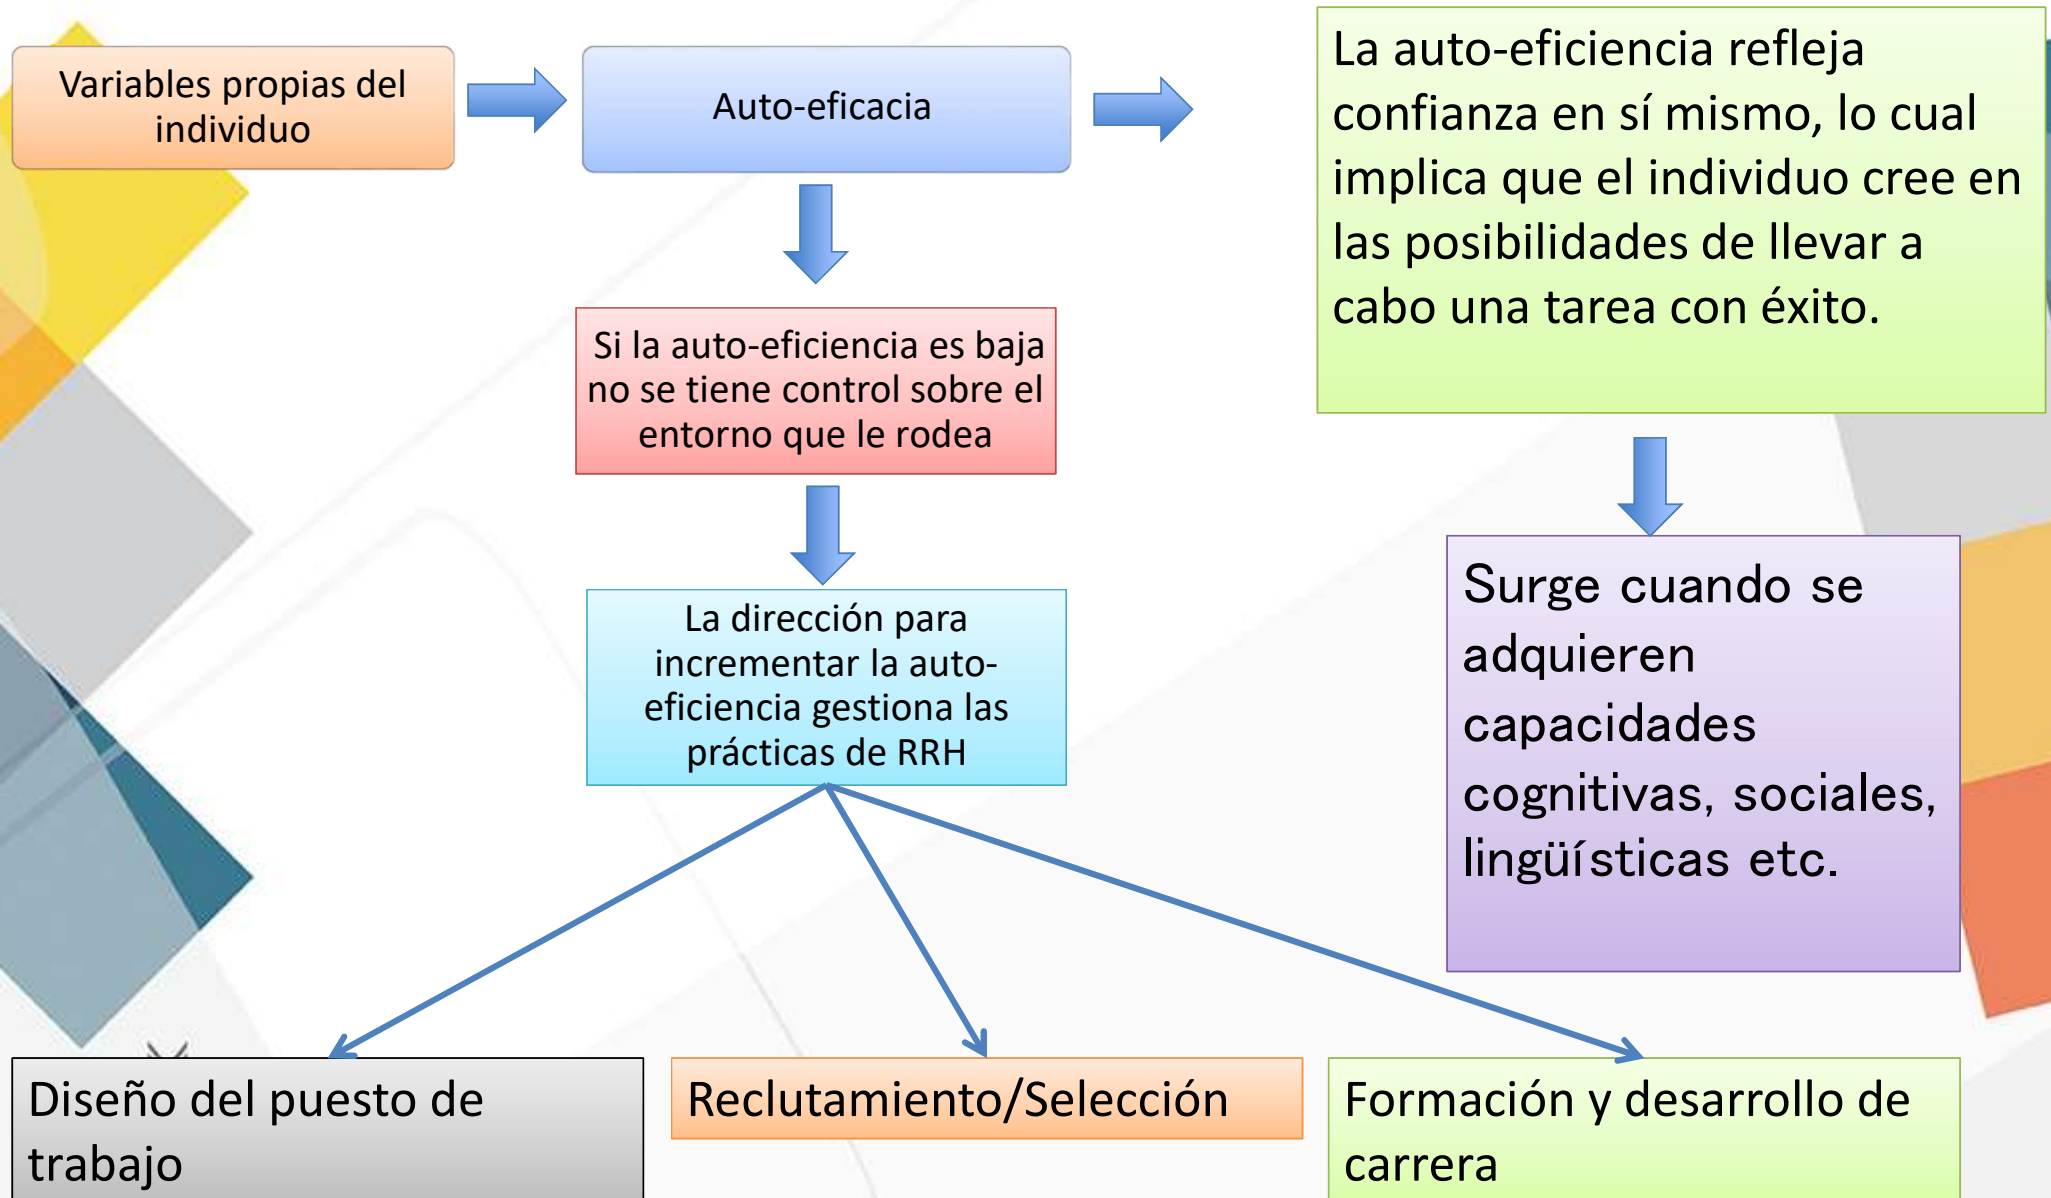 Variables propias del
individuo
Auto-eficacia
La auto-eficiencia refleja
confianza en sí mismo, lo cual
implica que el individuo cree en
las posibilidades de llevar a
cabo una tarea con éxito.
Si la auto-eficiencia es baja
no se tiene control sobre el
entorno que le rodea
La dirección para
incrementar la auto-
eficiencia gestiona las
prácticas de RRH
Surge cuando se
adquieren
capacidades
cognitivas, sociales,
lingüísticas etc.
Diseño del puesto de
trabajo
Reclutamiento/Selección
Formación y desarrollo de
carrera